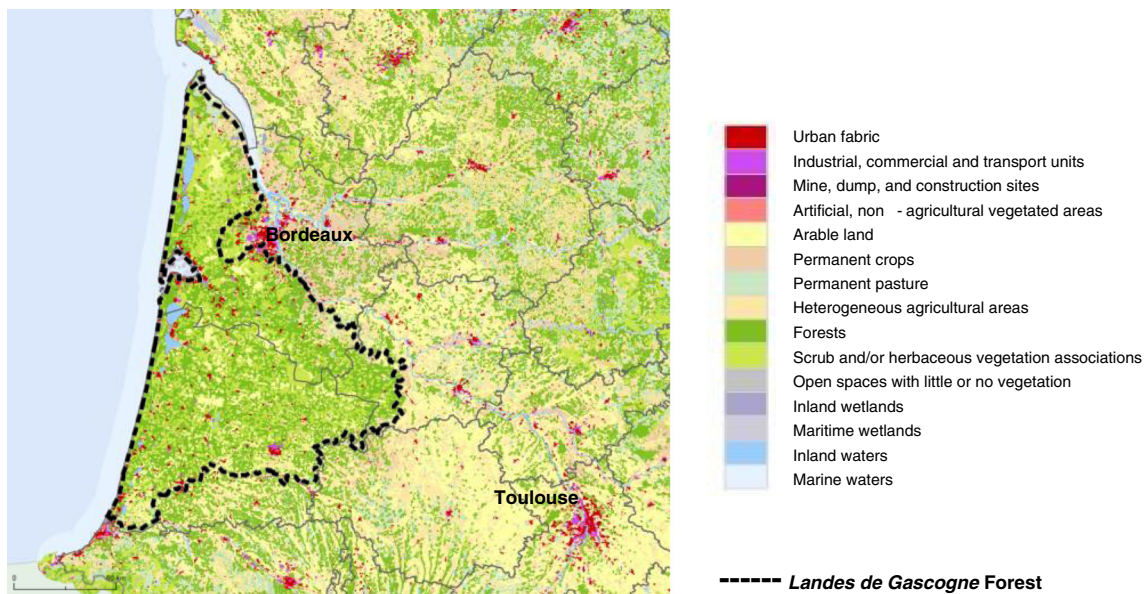 Bordeaux
Toulouse
0
Urban fabric
Industrial, commercial and transport units
Mine, dump, and construction sites
Artificial, non - agricultural vegetated areas
Arable land
Permanent crops
Permanent pasture
Heterogeneous agricultural areas
Forests
Scrub and/or herbaceous vegetation associations
Open spaces with little or no vegetation
Inland wetlands
Maritime wetlands
Inland waters
Marine waters
Landes de Gascogne Forest